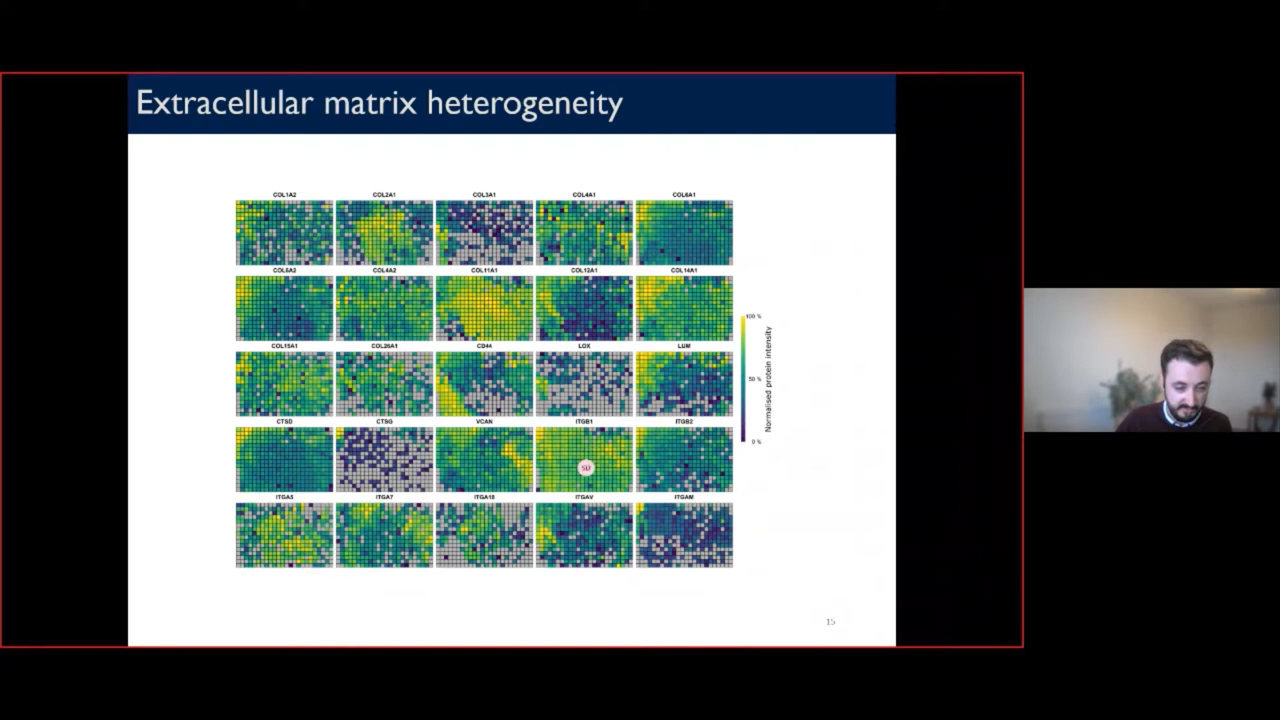 Extracellular matrix heterogeneity
COL1A2 COL2A1 COL3A1 COL4A1 COL6A1
COL6A2 COL4A2 COL11A1 COL12A1 COL14A1
COL15A1 COL26A1 CD44 LOX LUM
CTSD CTSG VCAN ITGB1 ITGB2
SD
ITGA5 ITGA7 ITGA10 ITGAV ITGAM
100 %
50 %
0 %
Normalised protein intensity
15